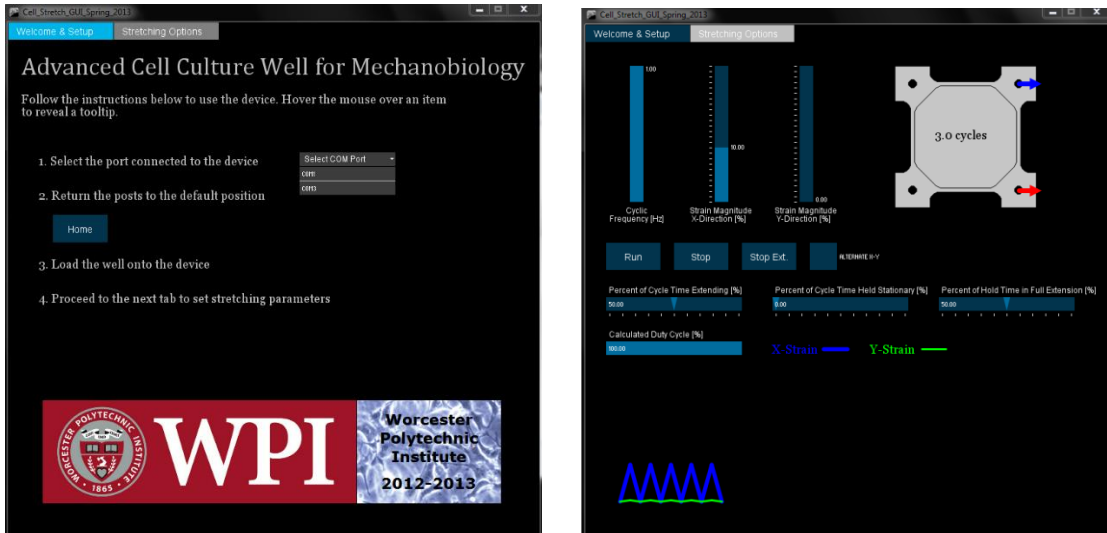 Cell_Stretch_GUI_Spring_2013
Welcome & Setup
Stretching Options
Advanced Cell Culture Well for Mechanobiology
Follow the instructions below to use the device. Hover the mouse over an item
to reveal a tooltip.
1. Select the port connected to the device
Select COM Port
COM1
COM3
2. Return the posts to the default position
Home
3. Load the well onto the device
4. Proceed to the next tab to set stretching parameters
WORCESTER POLYTECHNIC INSTITUTE
1865
WPI
Worcester
Polytechnic
Institute
2012-2013
Cell_Stretch_GUI_Spring_2013
Welcome & Setup
Stretching Options
1.00
10.00
0.00
Cyclic
Frequency [Hz]
Strain Magnitude
X-Direction [%]
Strain Magnitude
Y-Direction [%]
3.0 cycles
Run
Stop
Stop Ext.
ALTERNATE X-Y
Percent of Cycle Time Extending [%]
50.00
Percent of Cycle Time Held Stationary [%]
0.00
Percent of Hold Time in Full Extension [%]
50.00
Calculated Duty Cycle [%]
100.00
X-Strain
Y-Strain